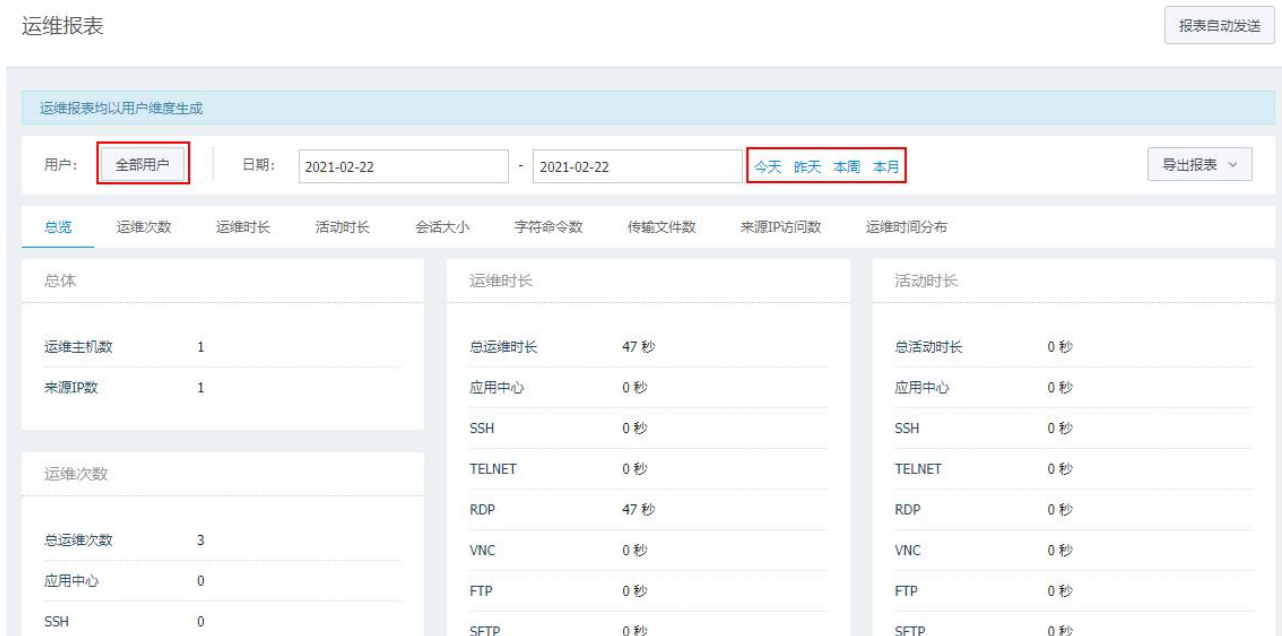 运维报表
报表自动发送
运维报表均以用户维度生成
用户: 全部用户 日期: 2021-02-22 - 2021-02-22 今天 昨天 本周 本月 导出报表
总览 运维次数 运维时长 活动时长 会话大小 字符命令数 传输文件数 来源IP访问数 运维时间分布
总体
运维主机数 1
来源IP数 1
运维次数
总运维次数 3
应用中心 0
SSH 0
运维时长
总运维时长 47 秒
应用中心 0 秒
SSH 0 秒
TELNET 0 秒
RDP 47 秒
VNC 0 秒
FTP 0 秒
SFTP 0 秒
活动时长
总活动时长 0 秒
应用中心 0 秒
SSH 0 秒
TELNET 0 秒
RDP 0 秒
VNC 0 秒
FTP 0 秒
SFTP 0 秒